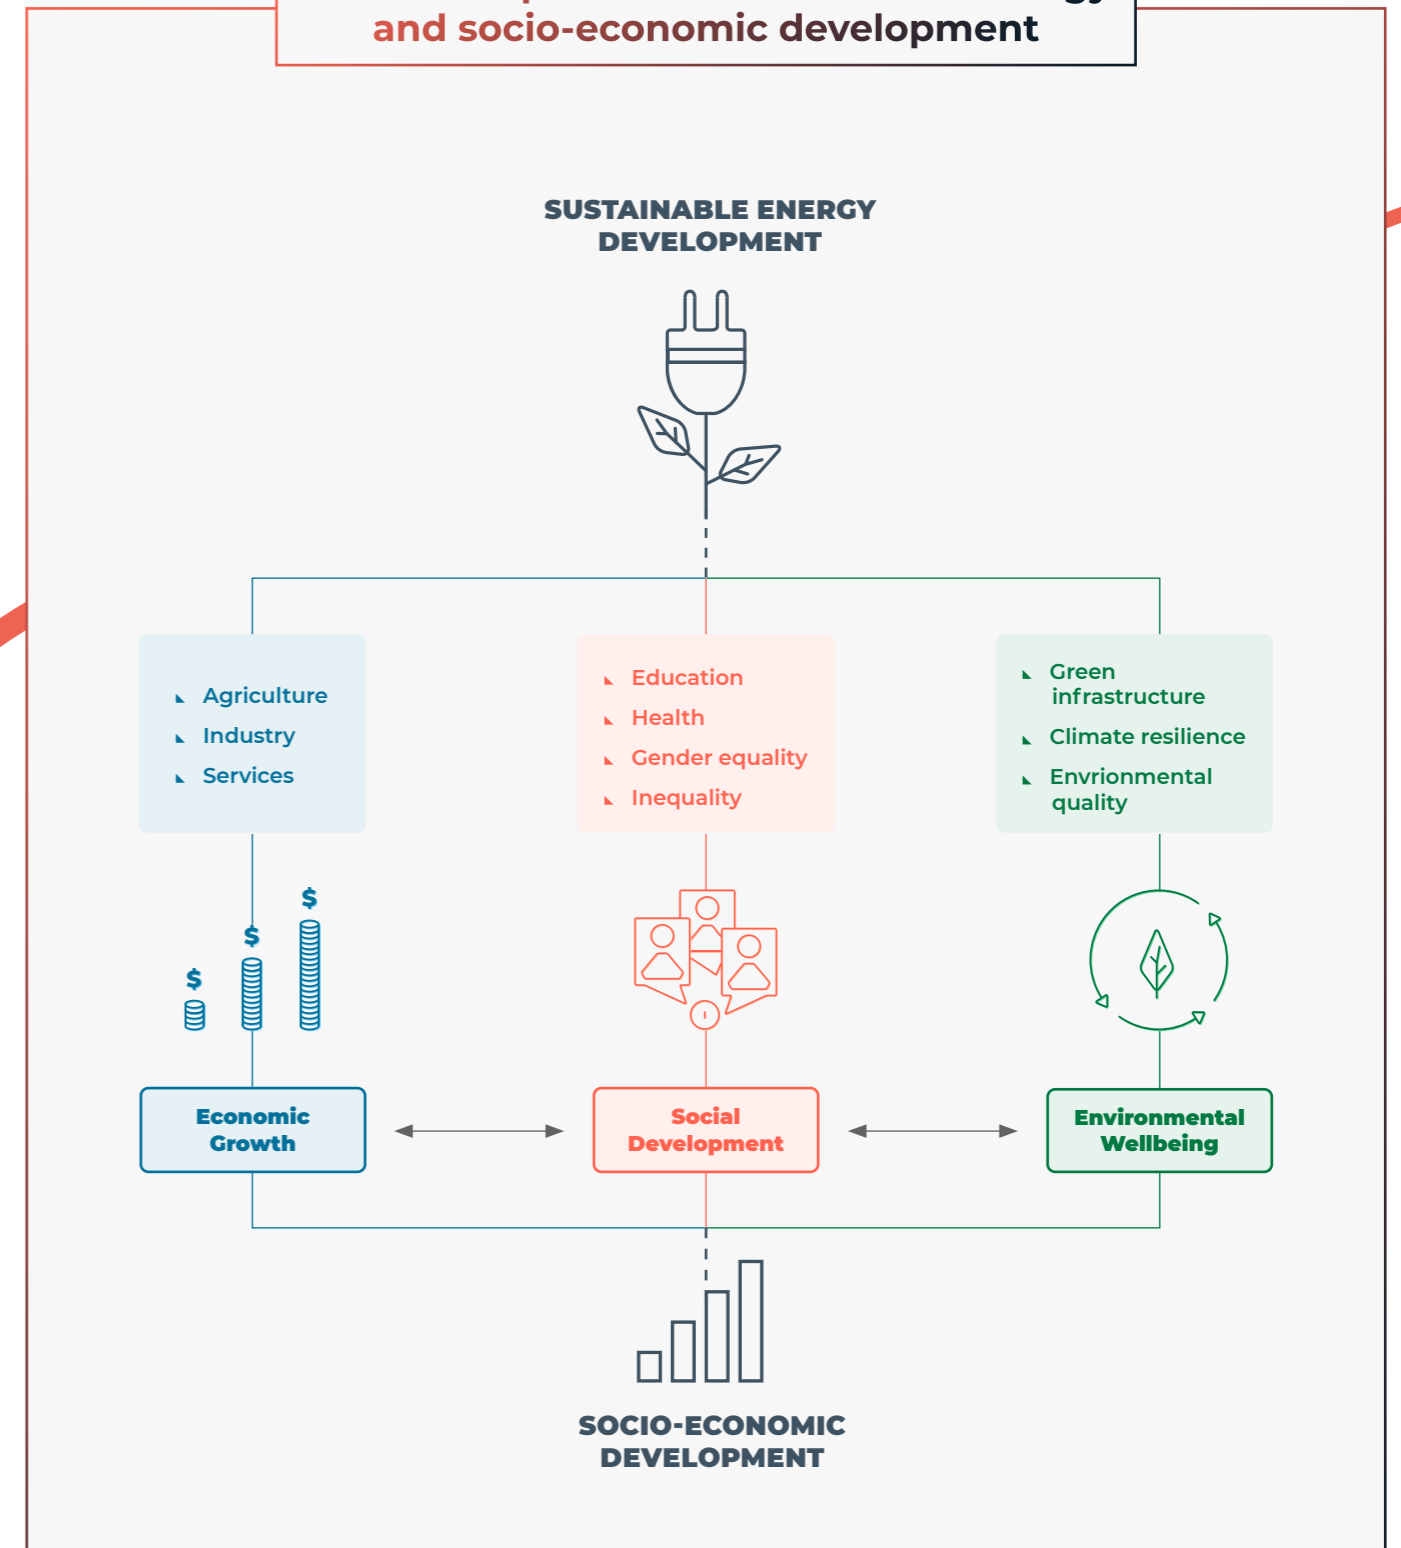 and socio-economic development
SUSTAINABLE ENERGY
DEVELOPMENT
Agriculture
Industry
Services
Education
Health
Gender equality
Inequality
Green
infrastructure
Climate resilience
Envrionmental
quality
$
$
$
Economic
Growth
Social
Development
Environmental
Wellbeing
SOCIO-ECONOMIC
DEVELOPMENT